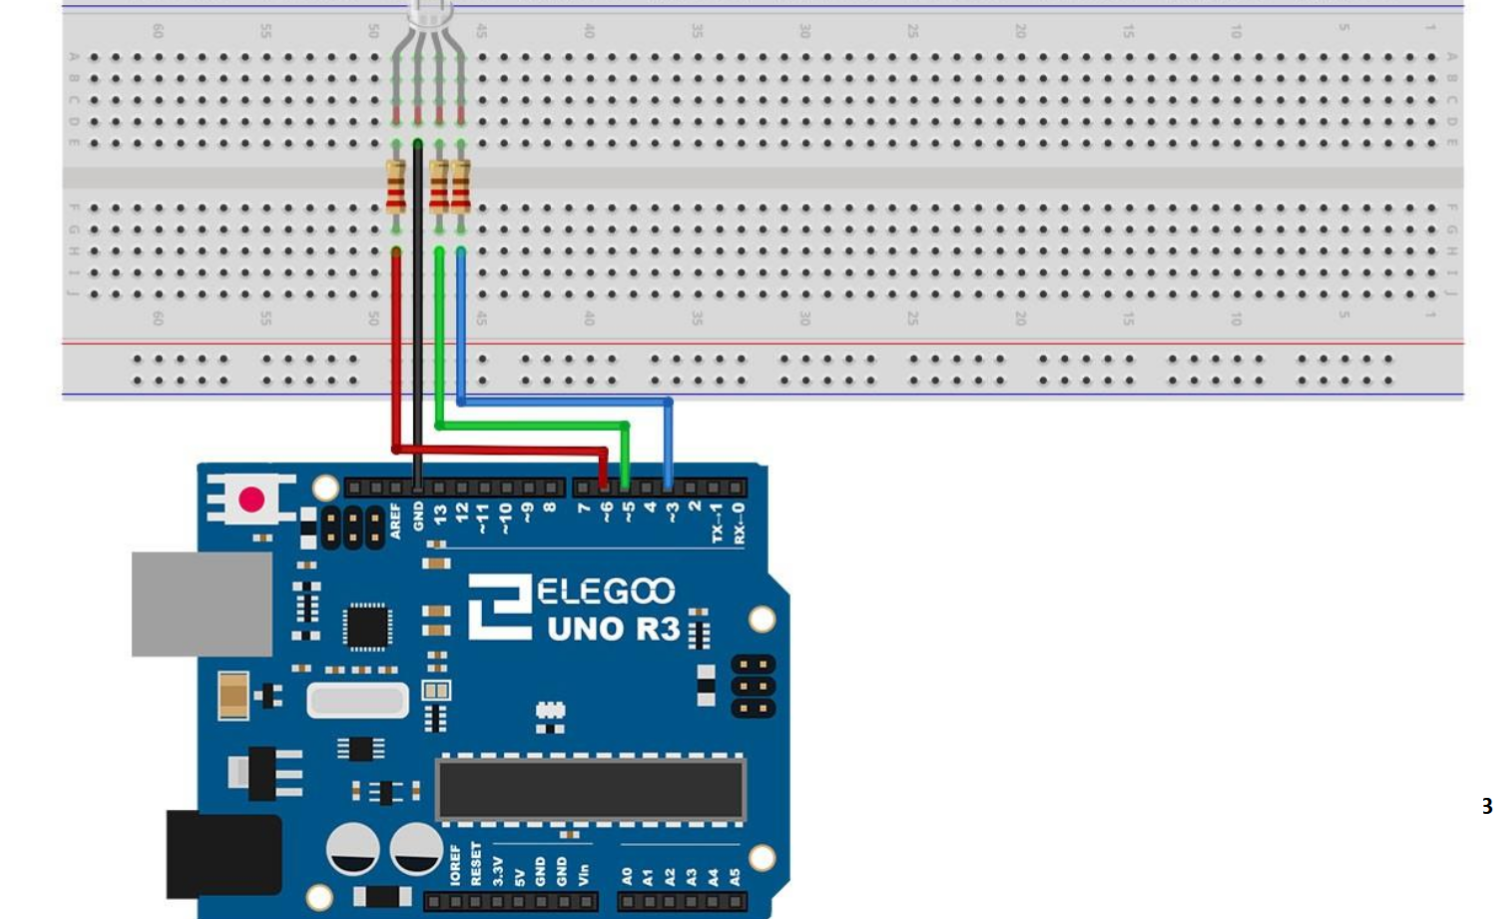 60 55 50 45 40 35 30 25 20 15 10 5 1
A A
B B
C C
D D
E E
F F
G G
H H
I I
J J
60 55 50 45 40 35 30 25 20 15 10 5 1
AREF GND 13 12 ~11 ~10 ~9 8 7 ~6 ~5 4 ~3 2 TX→1 RX←0
ELEGOO
UNO R3
3
IOREF RESET 3.3V 5V GND GND Vin A0 A1 A2 A3 A4 A5